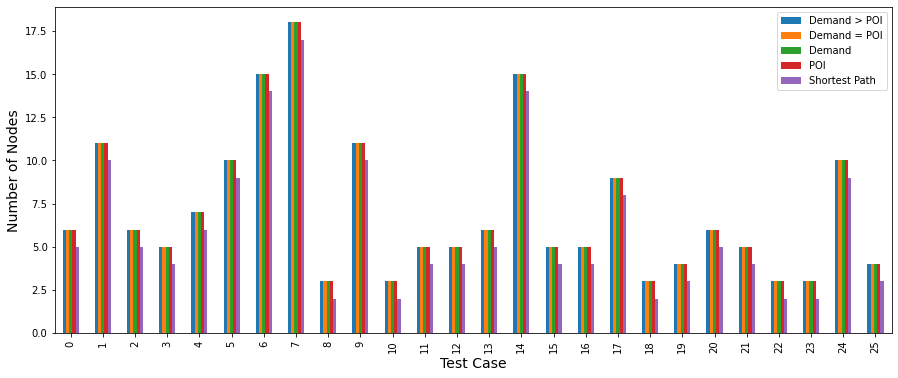 Demand > POI
Demand = POI
Demand
POI
Shortest Path
Number of Nodes
17.5
15.0
12.5
10.0
7.5
5.0
2.5
0.0
0 1 2 3 4 5 6 7 8 9 10 11 12 13 14 15 16 17 18 19 20 21 22 23 24 25
Test Case